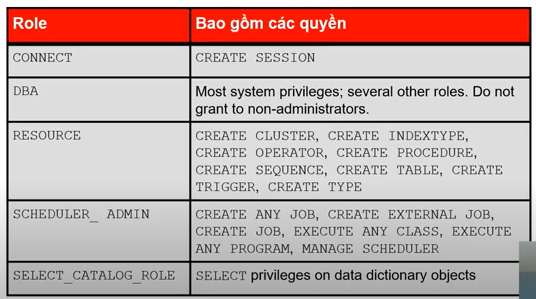 Role
Bao gồm các quyền
CONNECT
CREATE SESSION
DBA
Most system privileges; several other roles. Do not
grant to non-administrators.
RESOURCE
CREATE CLUSTER, CREATE INDEXTYPE,
CREATE OPERATOR, CREATE PROCEDURE,
CREATE SEQUENCE, CREATE TABLE, CREATE
TRIGGER, CREATE TYPE
SCHEDULER_ ADMIN
CREATE ANY JOB, CREATE EXTERNAL JOB,
CREATE JOB, EXECUTE ANY CLASS, EXECUTE
ANY PROGRAM, MANAGE SCHEDULER
SELECT_CATALOG_ROLE
SELECT privileges on data dictionary objects